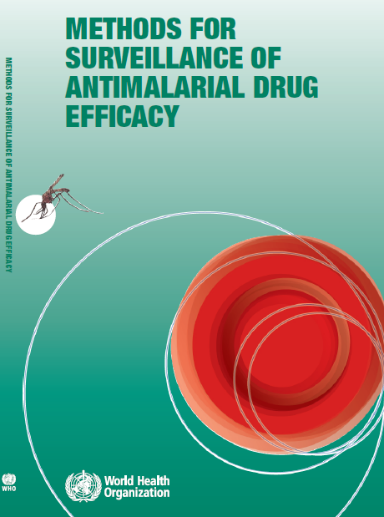 METHODS FOR
SURVEILLANCE OF
ANTIMALARIAL DRUG
EFFICACY
METHODS FOR SURVEILLANCE OF ANTIMALARIAL DRUG EFFICACY
WHO
World Health
Organization